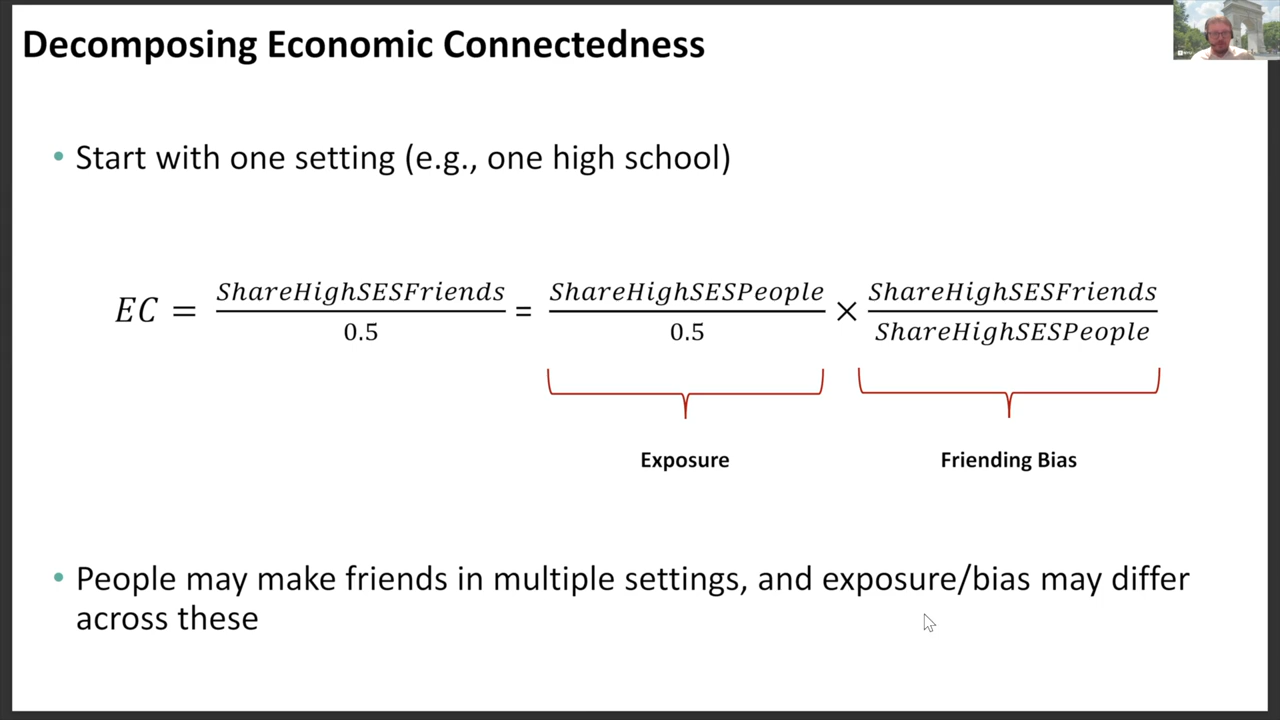 Decomposing Economic Connectedness
• Start with one setting (e.g., one high school)
EC = ShareHighSESFriends / 0.5 = ShareHighSESPeople / 0.5 × ShareHighSESFriends / ShareHighSESPeople
Exposure Friending Bias
• People may make friends in multiple settings, and exposure/bias may differ
across these